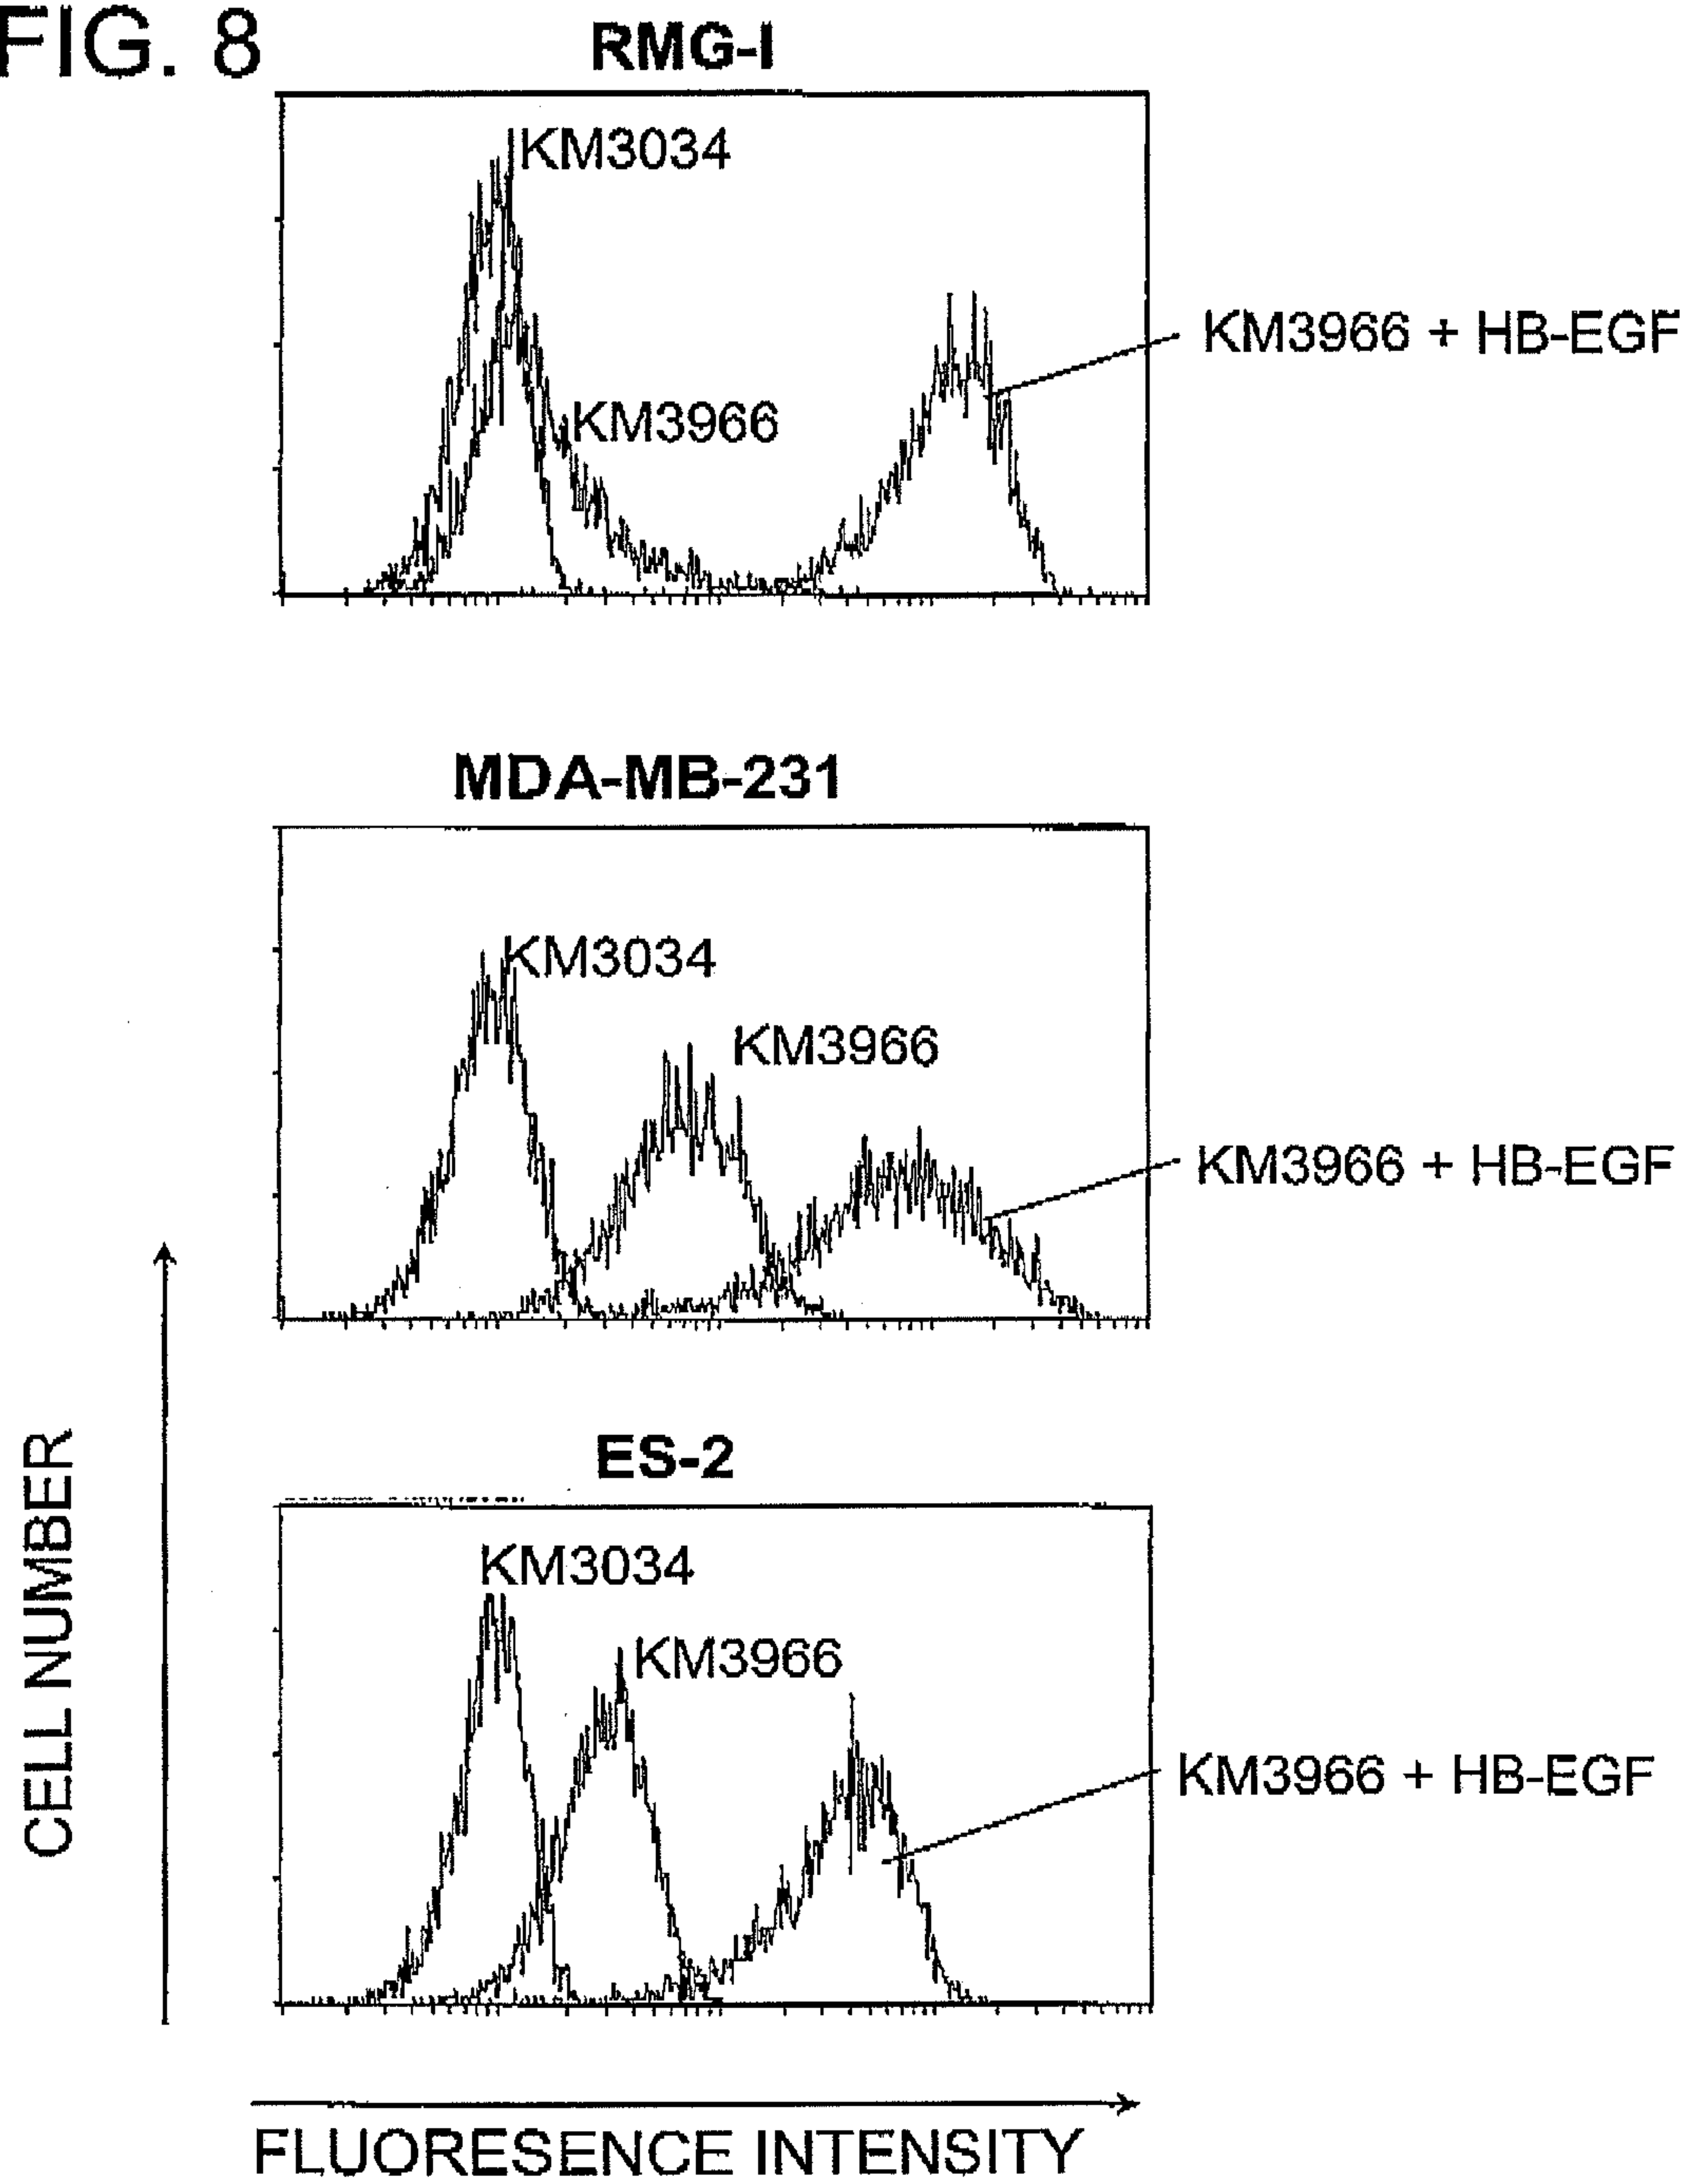 FIG. 8
RMG-I
KM3034
KM3966
KM3966 + HB-EGF
MDA-MB-231
KM3034
KM3966
KM3966 + HB-EGF
ES-2
KM3034
KM3966
KM3966 + HB-EGF
CELL NUMBER
FLUORESENCE INTENSITY